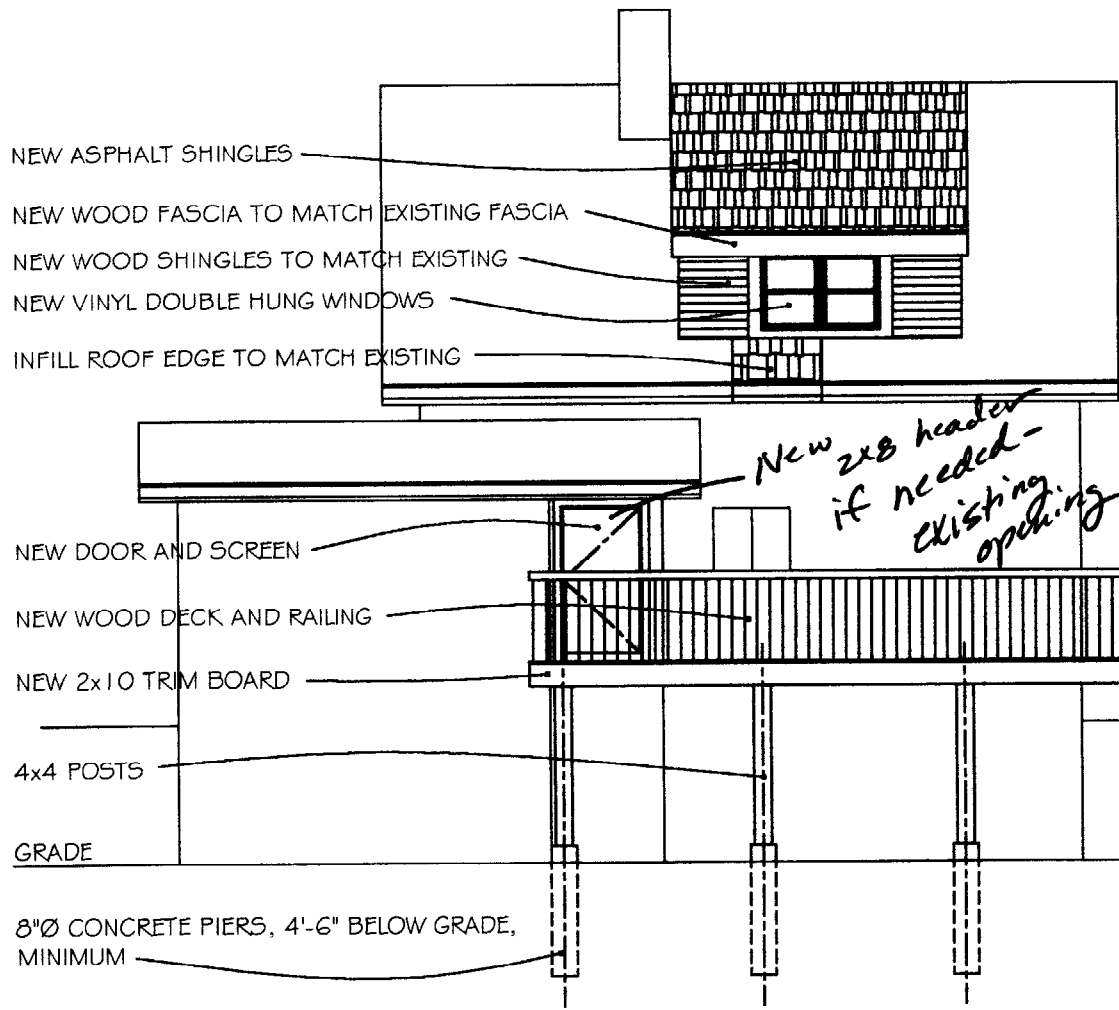 NEW ASPHALT SHINGLES
NEW WOOD FASCIA TO MATCH EXISTING FASCIA
NEW WOOD SHINGLES TO MATCH EXISTING
NEW VINYL DOUBLE HUNG WINDOWS
INFILL ROOF EDGE TO MATCH EXISTING
New 2x8 header
if needed-
existing
opening
NEW DOOR AND SCREEN
NEW WOOD DECK AND RAILING
NEW 2x10 TRIM BOARD
4x4 POSTS
GRADE
8"Ø CONCRETE PIERS, 4'-6" BELOW GRADE,
MINIMUM